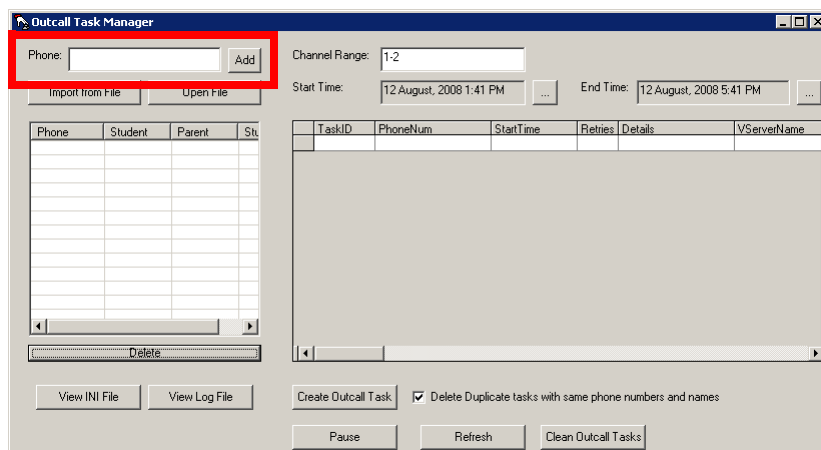 Outcall Task Manager
Phone: Add Channel Range: 1-2
Import from File Open File Start Time: 12 August, 2008 1:41 PM ... End Time: 12 August, 2008 5:41 PM ...
Phone Student Parent Stu TaskID PhoneNum StartTime Retries Details VServerName
Delete
View INI File View Log File Create Outcall Task Delete Duplicate tasks with same phone numbers and names
Pause Refresh Clean Outcall Tasks